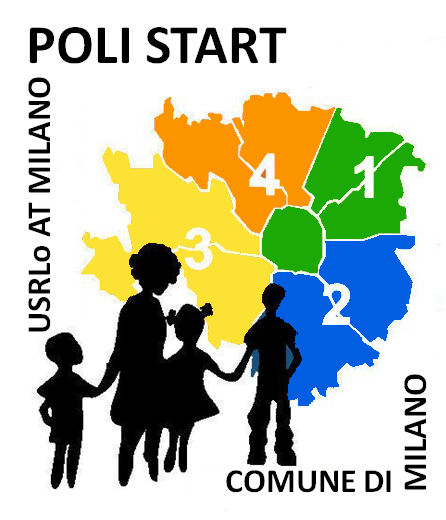 POLI START
USRLo AT MILANO
4
1
3
2
COMUNE DI
MILANO